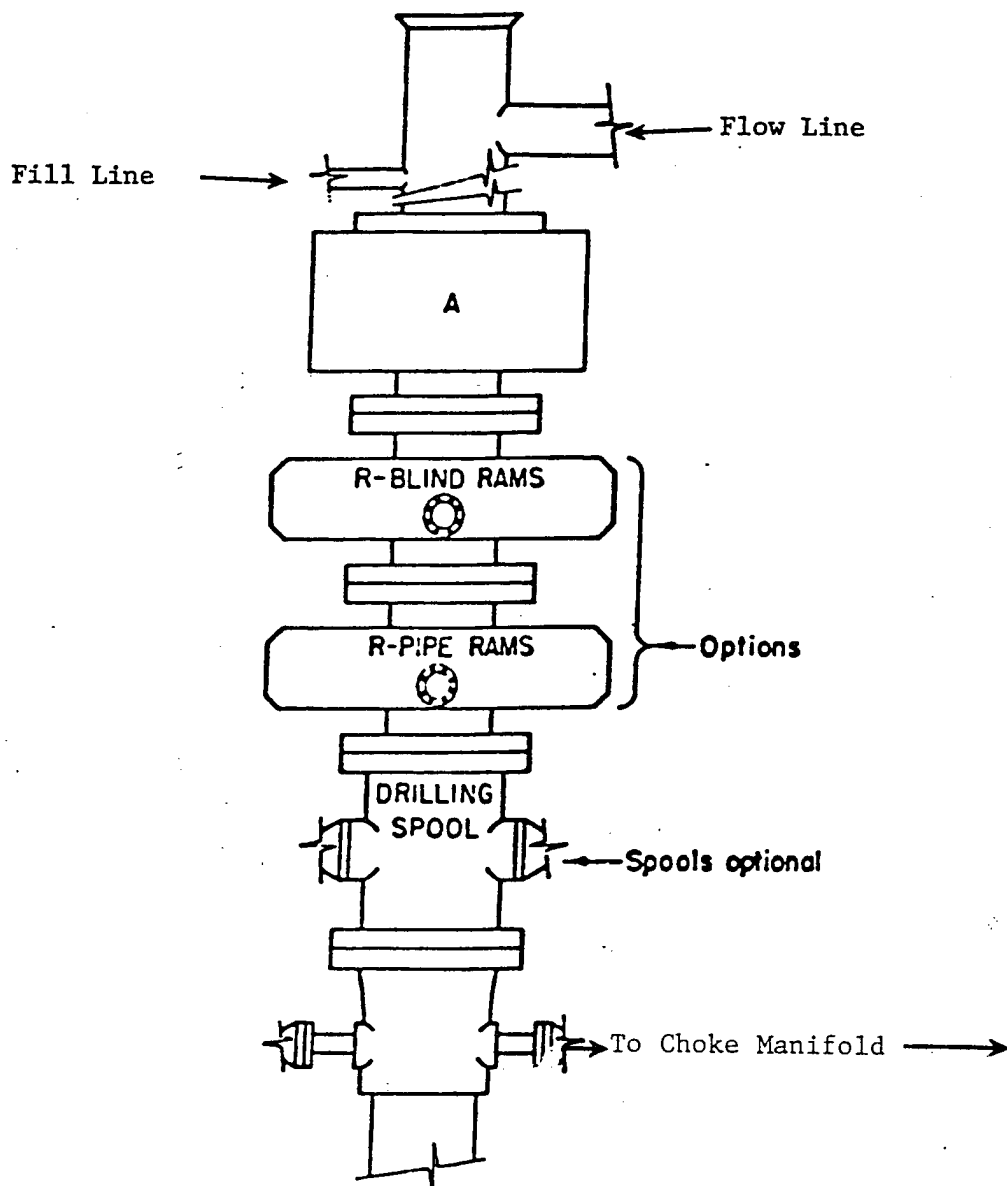 Flow Line
Fill Line
A
R-BLIND RAMS
R-PIPE RAMS
Options
DRILLING
SPOOL
Spools optional
To Choke Manifold